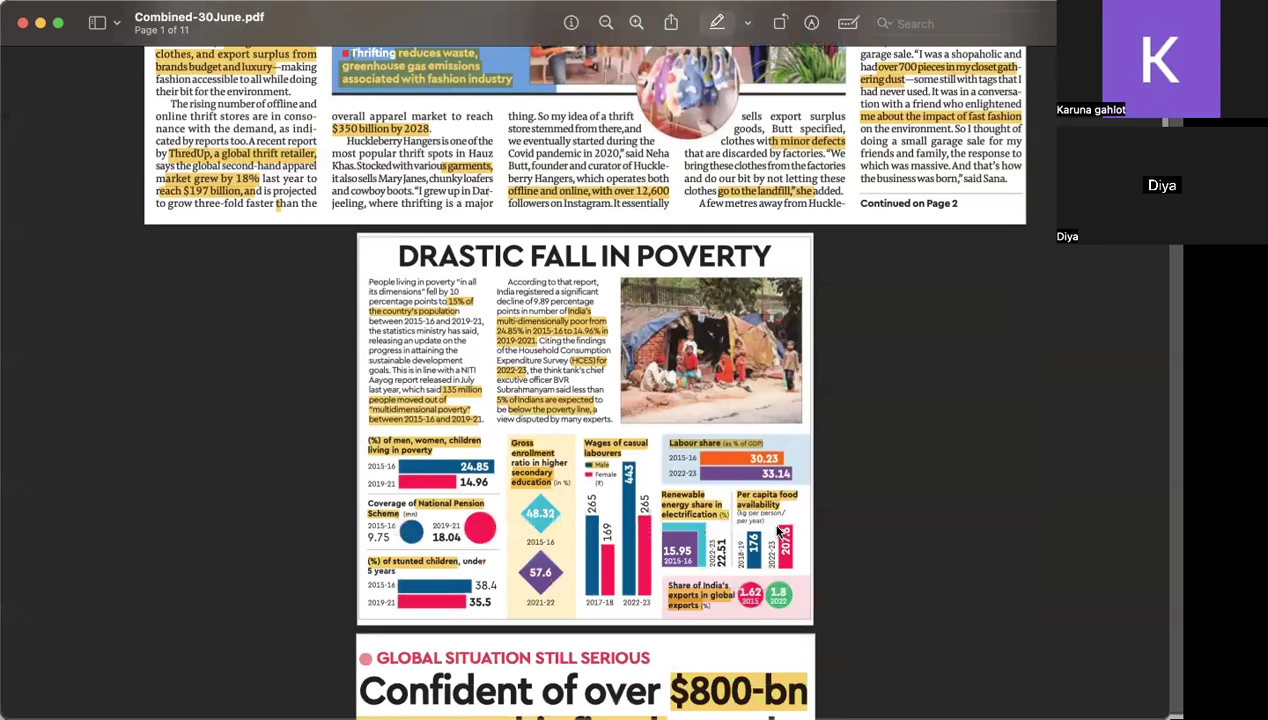 Combined-30June.pdf
Page 1 of 11
Search
K
Karuna gahlot
Diya
Diya
clothes, and export surplus from
brands budget and luxury—making
fashion accessible to all while doing
their bit for the environment.
The rising number of offline and
online thrift stores are in conso-
nance with the demand, as indi-
cated by reports too. A recent report
by ThredUp, a global thrift retailer,
says the global second-hand apparel
market grew by 18% last year to
reach $197 billion, and is projected
to grow three-fold faster than the
Thrifting reduces waste,
greenhouse gas emissions
associated with fashion industry
overall apparel market to reach
$350 billion by 2028.
Huckleberry Hangers is one of the
most popular thrift spots in Hauz
Khas. Stocked with various garments,
it also sells Mary Janes, chunky loafers
and cowboy boots. "I grew up in Dar-
jeeling, where thrifting is a major
thing. So my idea of a thrift
store stemmed from there, and
we eventually started during the
Covid pandemic in 2020," said Neha
Butt, founder and curator of Huckle-
berry Hangers, which operates both
offline and online, with over 12,600
followers on Instagram. It essentially
sells export surplus
goods, Butt specified,
clothes with minor defects
that are discarded by factories. "We
bring these clothes from the factories
and do our bit by not letting these
clothes go to the landfill," she added.
A few metres away from Huckle-
garage sale. "I was a shopaholic and
had over 700 pieces in my closet gath-
ering dust—some still with tags that I
had never used. It was in a conversa-
tion with a friend who enlightened
me about the impact of fast fashion
on the environment. So I thought of
doing a small garage sale for my
friends and family, the response to
which was massive. And that's how
the business was born," said Sana.
Continued on Page 2
DRASTIC FALL IN POVERTY
People living in poverty "in all
its dimensions" fell by 10
percentage points to 15% of
the country's population
between 2015-16 and 2019-21,
the statistics ministry has said,
releasing an update on the
progress in attaining the
sustainable development
goals. This is in line with a NITI
Aayog report released in July
last year, which said 135 million
people moved out of
"multidimensional poverty"
between 2015-16 and 2019-21.
According to that report,
India registered a significant
decline of 9.89 percentage
points in number of India's
multi-dimensionally poor from
24.85% in 2015-16 to 14.96% in
2019-2021. Citing the findings
of the Household Consumption
Expenditure Survey (HCES) for
2022-23, the think tank's chief
executive officer BVR
Subrahmanyam said less than
5% of Indians are expected to
be below the poverty line, a
view disputed by many experts.
(%) of men, women, children
living in poverty
2015-16 24.85
2019-21 14.96
Coverage of National Pension
Scheme (mn)
2015-16 9.75
2019-21 18.04
(%) of stunted children, under
5 years
2015-16 38.4
2019-21 35.5
Gross
enrollment
ratio in higher
secondary
education (in %)
48.32
2015-16
57.6
2021-22
Wages of casual
labourers
Male
Female
(₹)
265
169
443
265
2017-18 2022-23
Labour share (as % of GDP)
2015-16 30.23
2022-23 33.14
Renewable
energy share in
electrification (%)
15.95
2015-16
2022-23
22.51
Per capita food
availability
(kg per person/
per year)
2018-19
176
2022-23
Share of India's
exports in global
exports (%)
1.62
2015
1.8
2022
GLOBAL SITUATION STILL SERIOUS
Confident of over $800-bn